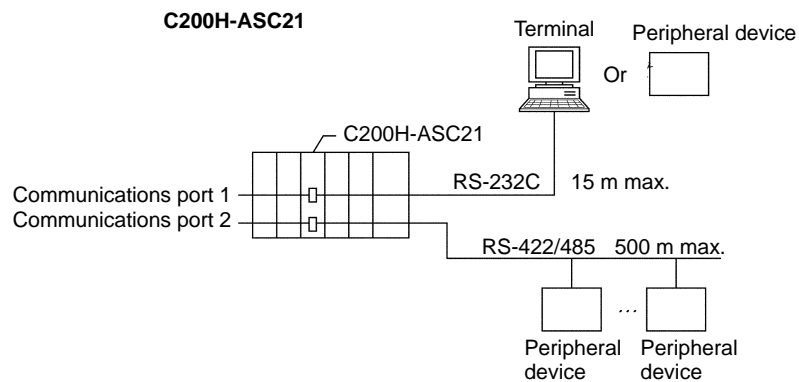 C200H-ASC21
Terminal
Peripheral device
Or
C200H-ASC21
Communications port 1
RS-232C 15 m max.
Communications port 2
RS-422/485 500 m max.
...
Peripheral device
Peripheral device